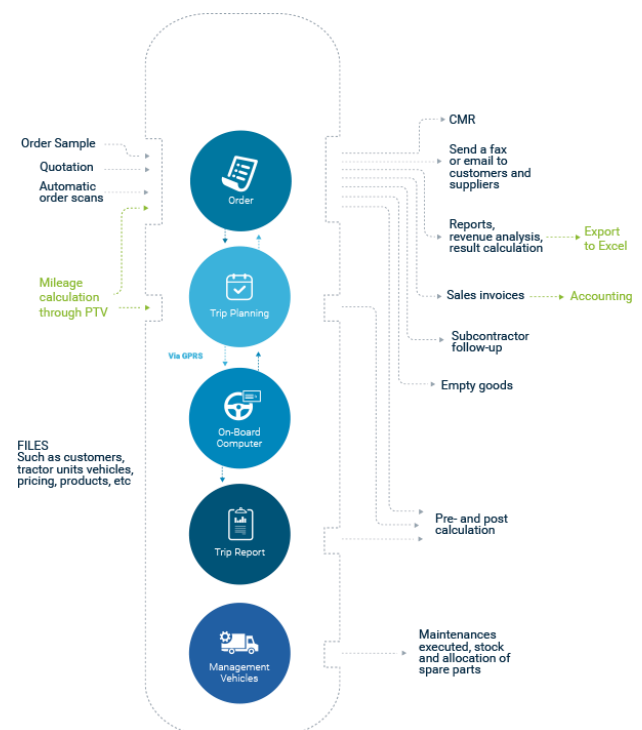 Order Sample
Quotation
Automatic
order scans
Mileage
calculation
through PTV
FILES
Such as customers,
tractor units vehicles,
pricing, products, etc
Order
Trip Planning
Via GPRS
On-Board
Computer
Trip Report
Management
Vehicles
CMR
Send a fax
or email to
customers and
suppliers
Reports,
revenue analysis,
result calculation
Export
to Excel
Sales invoices
Accounting
Subcontractor
follow-up
Empty goods
Pre- and post
calculation
Maintenances
executed, stock
and allocation of
spare parts